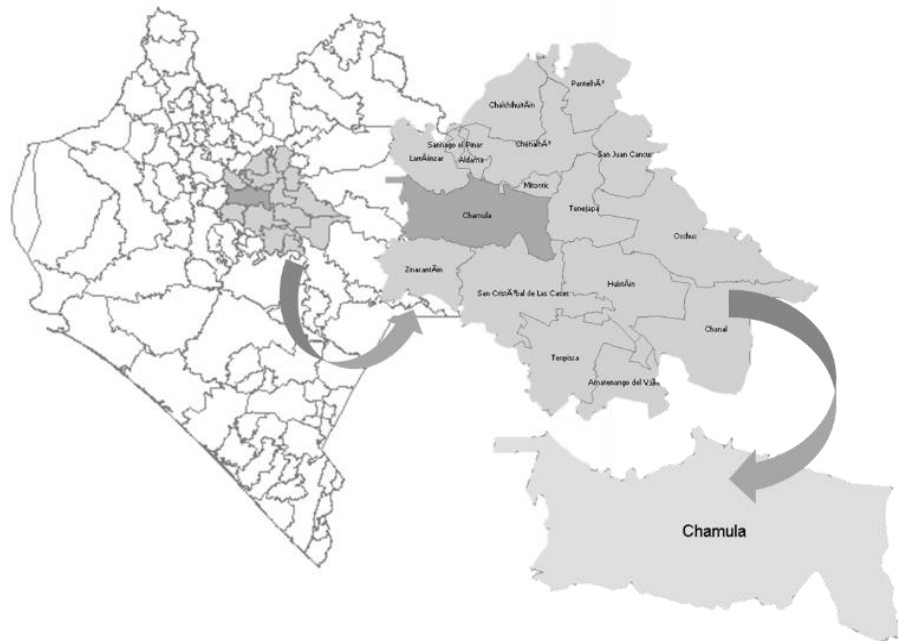 PantelhÃ³
ChalchihuitÃ¡n
Santiago el Pinar
ChenalhÃ³
San Juan Cancuc
LarrÃ¡inzar
Aldama
Mitontic
Chamula
Tenejapa
Oxchuc
ZinacantÃ¡n
San CristÃ³bal de Las Casas
HuixtÃ¡n
Chanal
Teopisca
Amatenango del Valle
Chamula